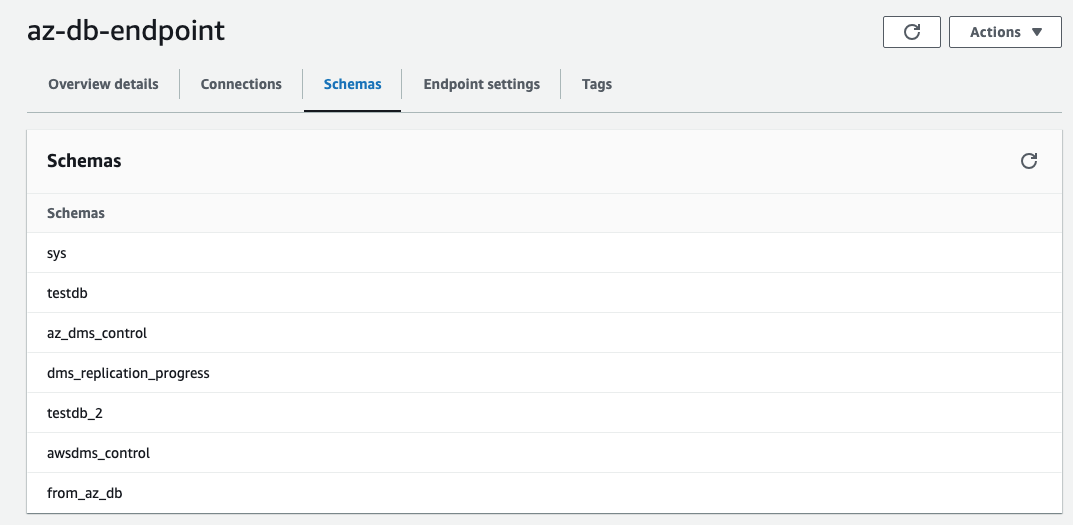 az-db-endpoint
Actions
Overview details Connections Schemas Endpoint settings Tags
Schemas
Schemas
sys
testdb
az_dms_control
dms_replication_progress
testdb_2
awsdms_control
from_az_db